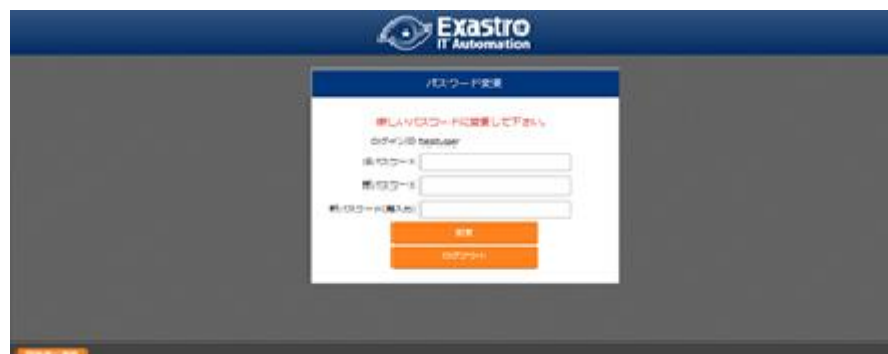 Exastro
IT Automation
パスワード変更
新しいパスワードに変更して下さい。
ログインID testuser
旧パスワード
新パスワード
新パスワード(再入力)
変更
ログアウト